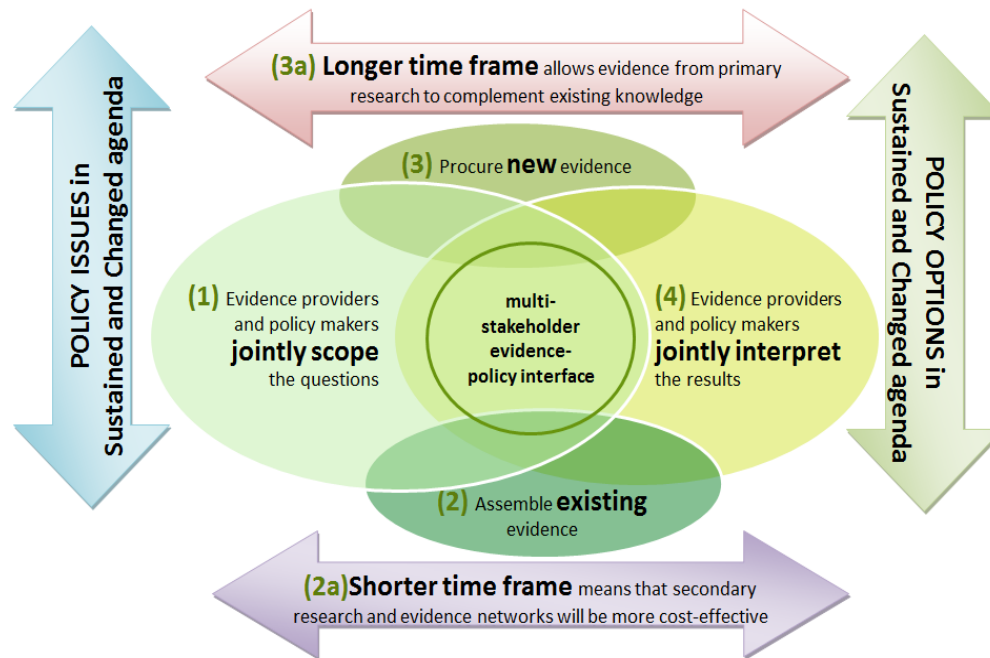 (3a) Longer time frame allows evidence from primary
research to complement existing knowledge
POLICY ISSUES in
Sustained and Changed agenda
POLICY OPTIONS in
Sustained and Changed agenda
(3) Procure new evidence
(1) Evidence providers
and policy makers
jointly scope
the questions
multi-
stakeholder
evidence-
policy interface
(4) Evidence providers
and policy makers
jointly interpret
the results
(2) Assemble existing
evidence
(2a)Shorter time frame means that secondary
research and evidence networks will be more cost-effective